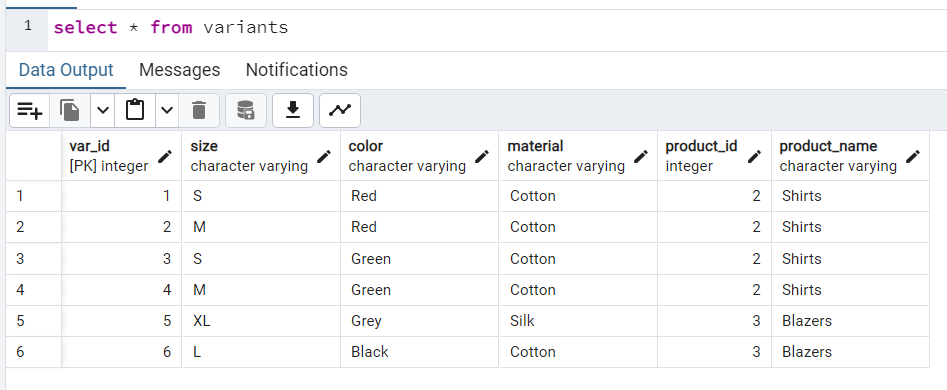 1 select * from variants
Data Output Messages Notifications
var_id size color material product_id product_name
[PK] integer character varying character varying character varying integer character varying
1 1 S Red Cotton 2 Shirts
2 2 M Red Cotton 2 Shirts
3 3 S Green Cotton 2 Shirts
4 4 M Green Cotton 2 Shirts
5 5 XL Grey Silk 3 Blazers
6 6 L Black Cotton 3 Blazers